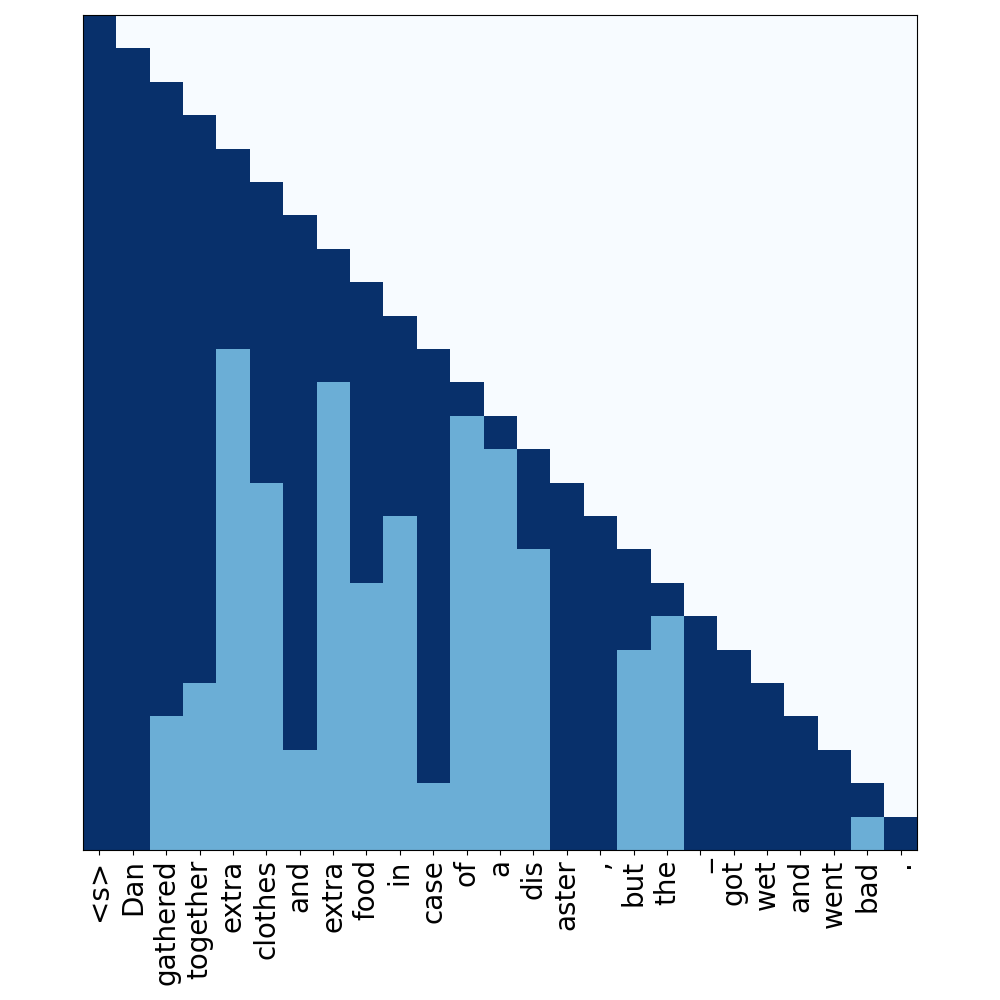 <s> Dan gathered together extra clothes and extra food in case of a dis aster , but the _ got wet and went bad .